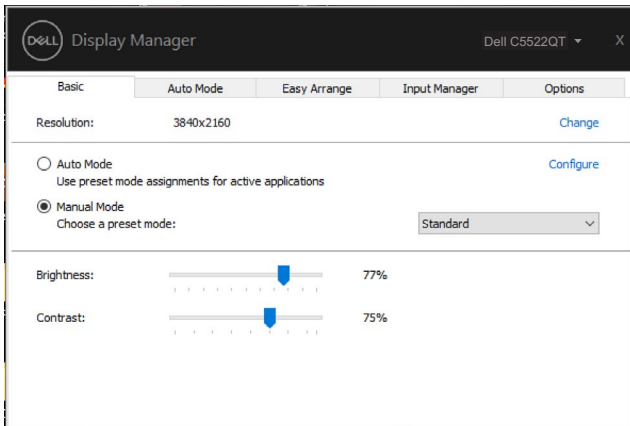 DELL Display Manager Dell C5522QT X
Basic Auto Mode Easy Arrange Input Manager Options
Resolution: 3840x2160 Change
Auto Mode Configure
Use preset mode assignments for active applications
Manual Mode
Choose a preset mode: Standard
Brightness: 77%
Contrast: 75%